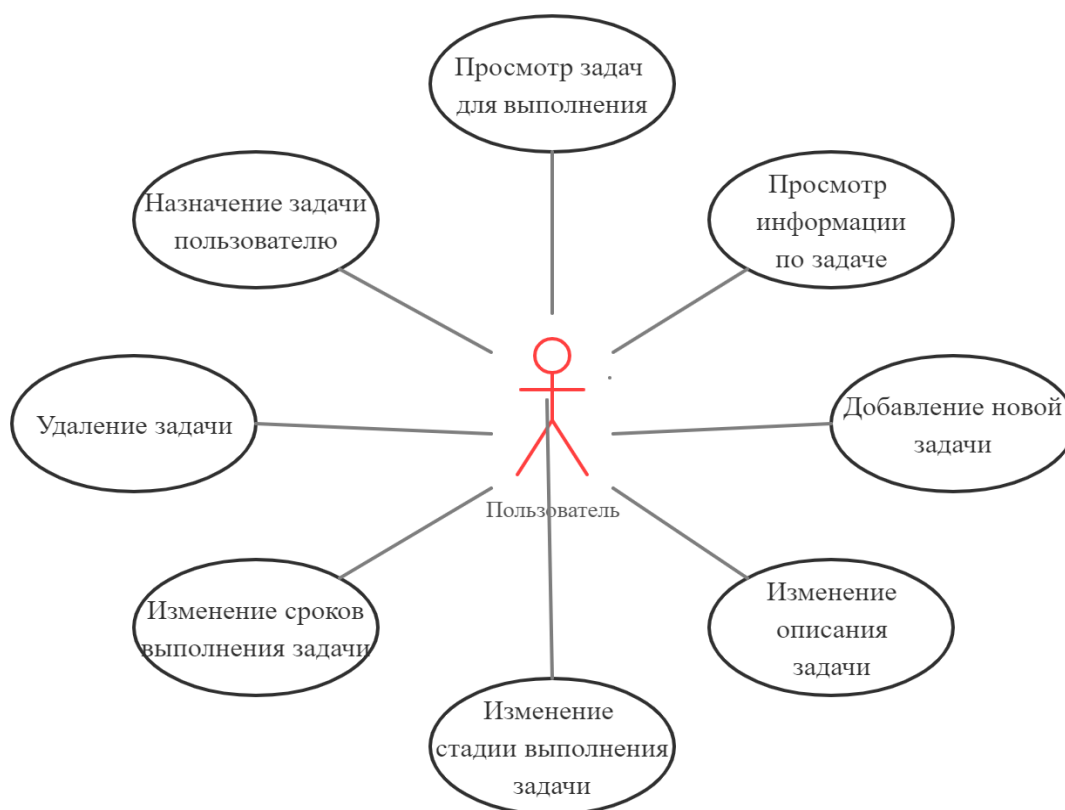 Просмотр задач
для выполнения
Назначение задачи
пользователю
Просмотр
информации
по задаче
Удаление задачи
Добавление новой
задачи
Пользователь
Изменение сроков
выполнения задачи
Изменение
описания
задачи
Изменение
стадии выполнения
задачи